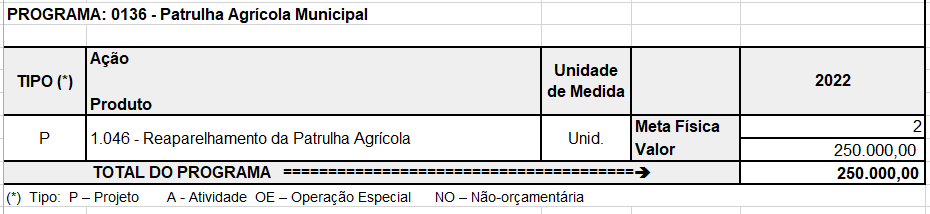 PROGRAMA: 0136 - Patrulha Agrícola Municipal
TIPO (*)
Ação
Produto
Unidade
de Medida
2022
P
1.046 - Reaparelhamento da Patrulha Agrícola
Unid.
Meta Física
2
Valor
250.000,00
TOTAL DO PROGRAMA =======================================➔
250.000,00
(*) Tipo: P – Projeto A - Atividade OE – Operação Especial NO – Não-orçamentária